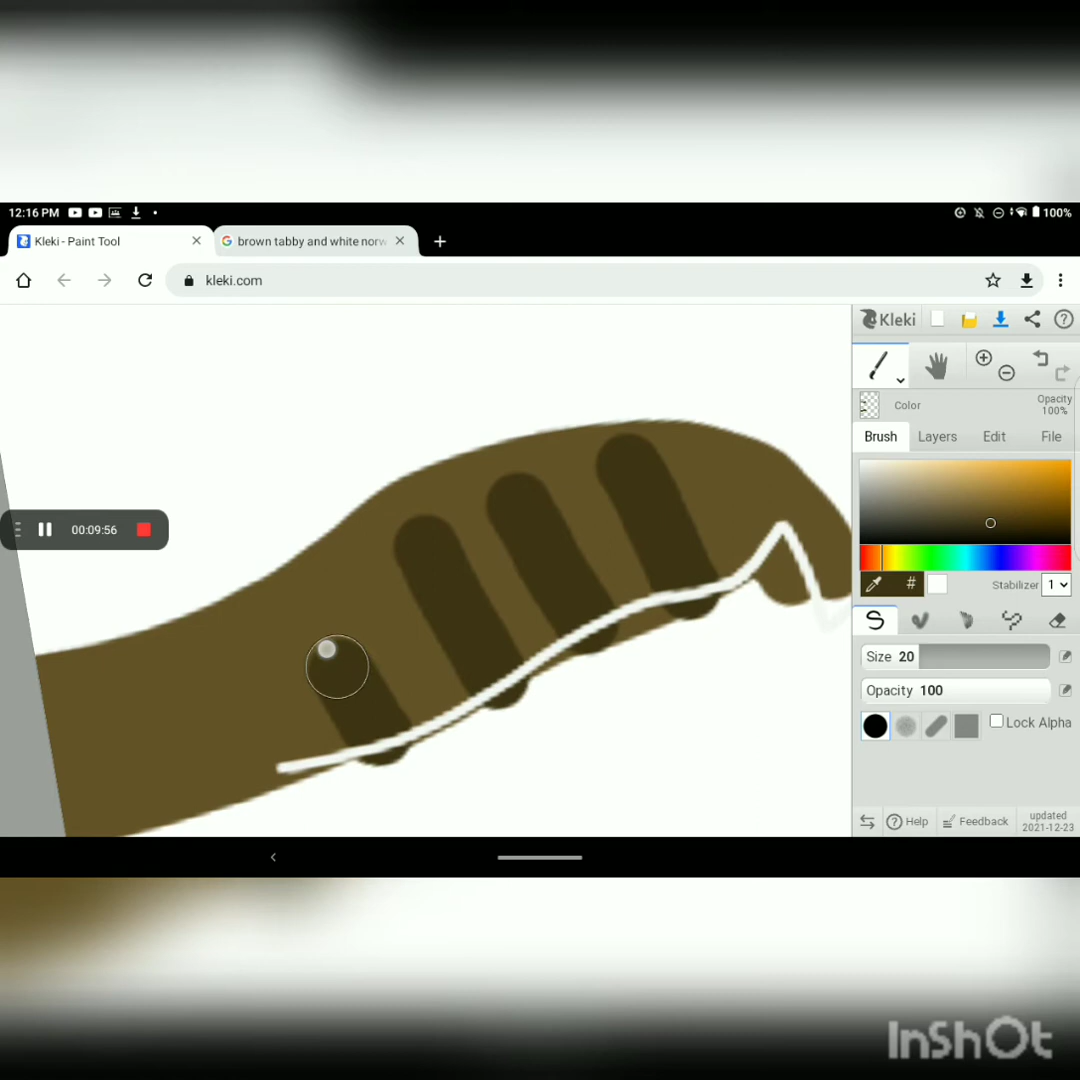 12:16 PM 100%
Kleki - Paint Tool brown tabby and white norw
kleki.com
Kleki
Color Opacity
100%
Brush Layers Edit File
00:09:56
# Stabilizer 1
Size 20
Opacity 100
Lock Alpha
Help Feedback updated
2021-12-23
InShOt